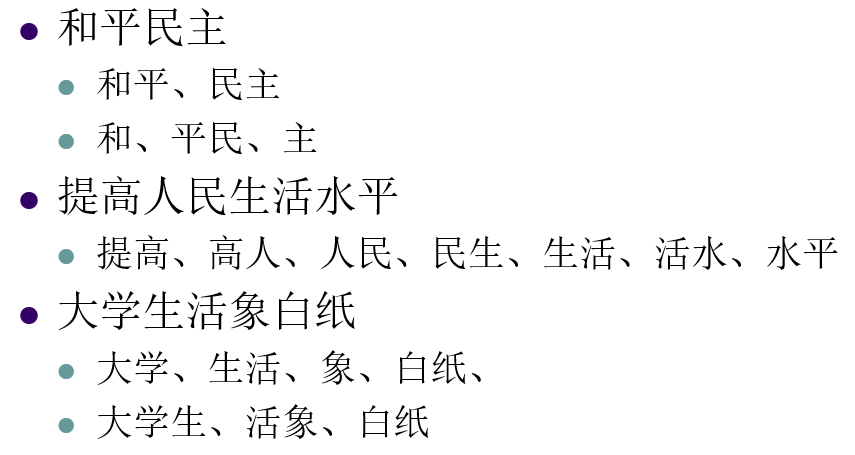 和平民主
和平、民主
和、平民、主
提高人民生活水平
提高、高人、人民、民生、生活、活水、水平
大学生活象白纸
大学、生活、象、白纸、
大学生、活象、白纸